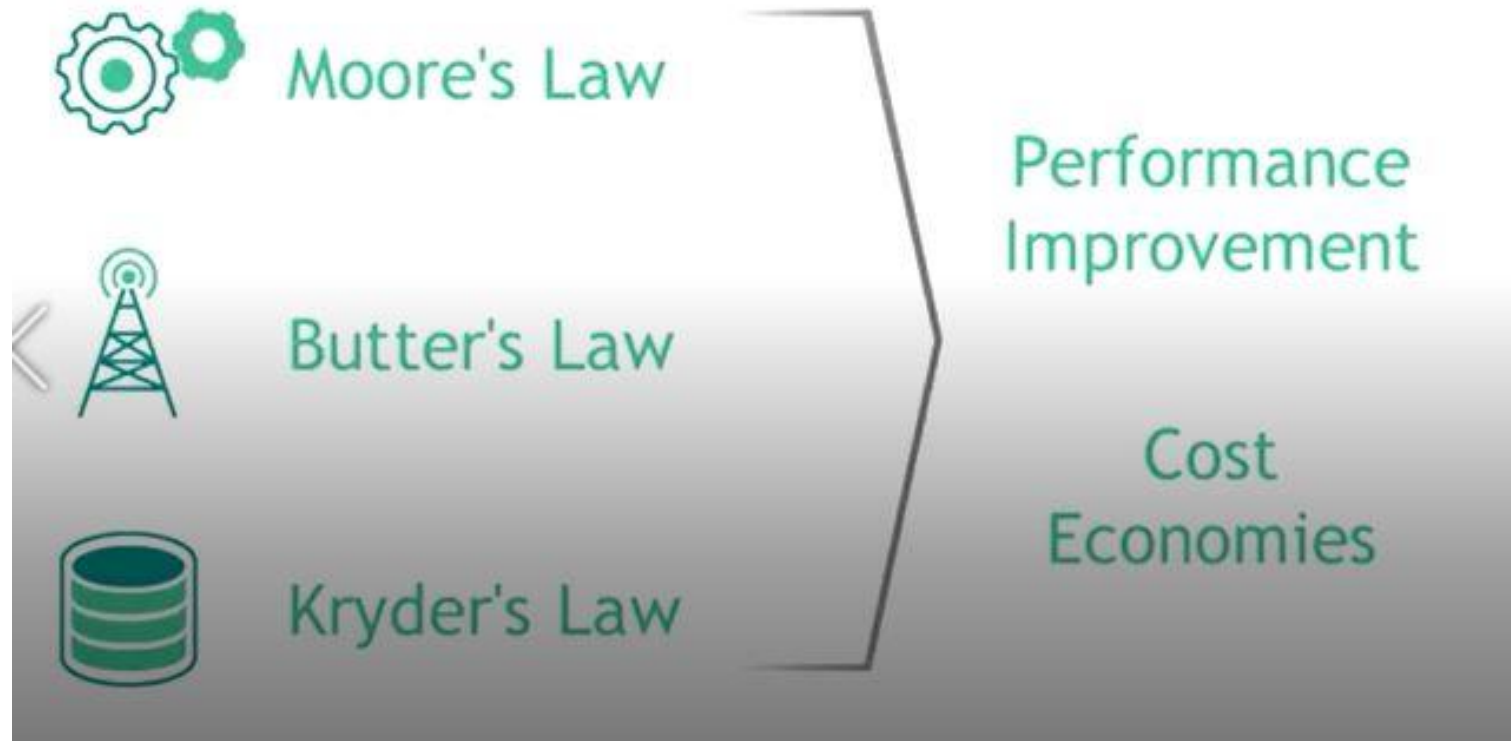 Moore's Law
Butter's Law
Kryder's Law
Performance
Improvement
Cost
Economies